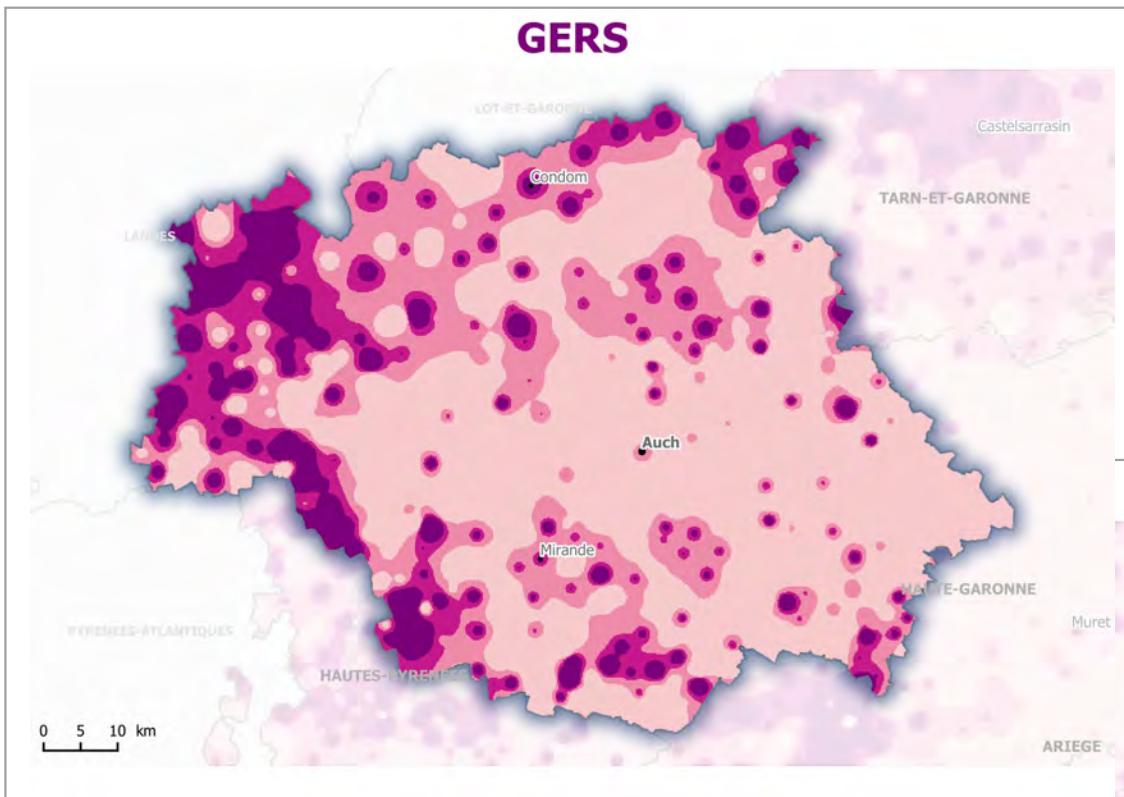 GERS
LOT-ET-GARONNE
Castelsarrasin
Condom
TARN-ET-GARONNE
LANDES
Auch
Mirande
HAUTE-GARONNE
PYRENEES-ATLANTIQUES
Muret
HAUTES-PYRENEES
0 5 10 km
ARIEGE